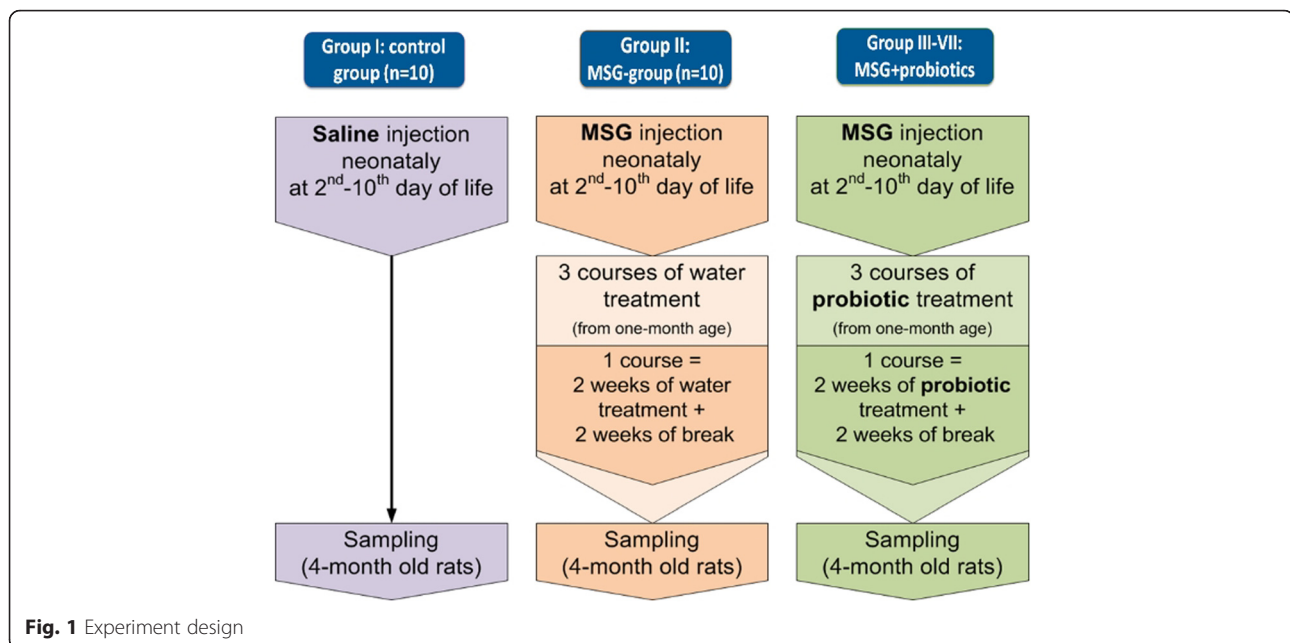 Group I: control
group (n=10)
Group II:
MSG-group (n=10)
Group III-VII:
MSG+probiotics
Saline injection
neonataly
at 2nd-10th day of life
MSG injection
neonataly
at 2nd-10th day of life
MSG injection
neonataly
at 2nd-10th day of life
3 courses of water
treatment
(from one-month age)
1 course =
2 weeks of water
treatment +
2 weeks of break
3 courses of
probiotic treatment
(from one-month age)
1 course =
2 weeks of probiotic
treatment +
2 weeks of break
Sampling
(4-month old rats)
Sampling
(4-month old rats)
Sampling
(4-month old rats)
Fig. 1 Experiment design